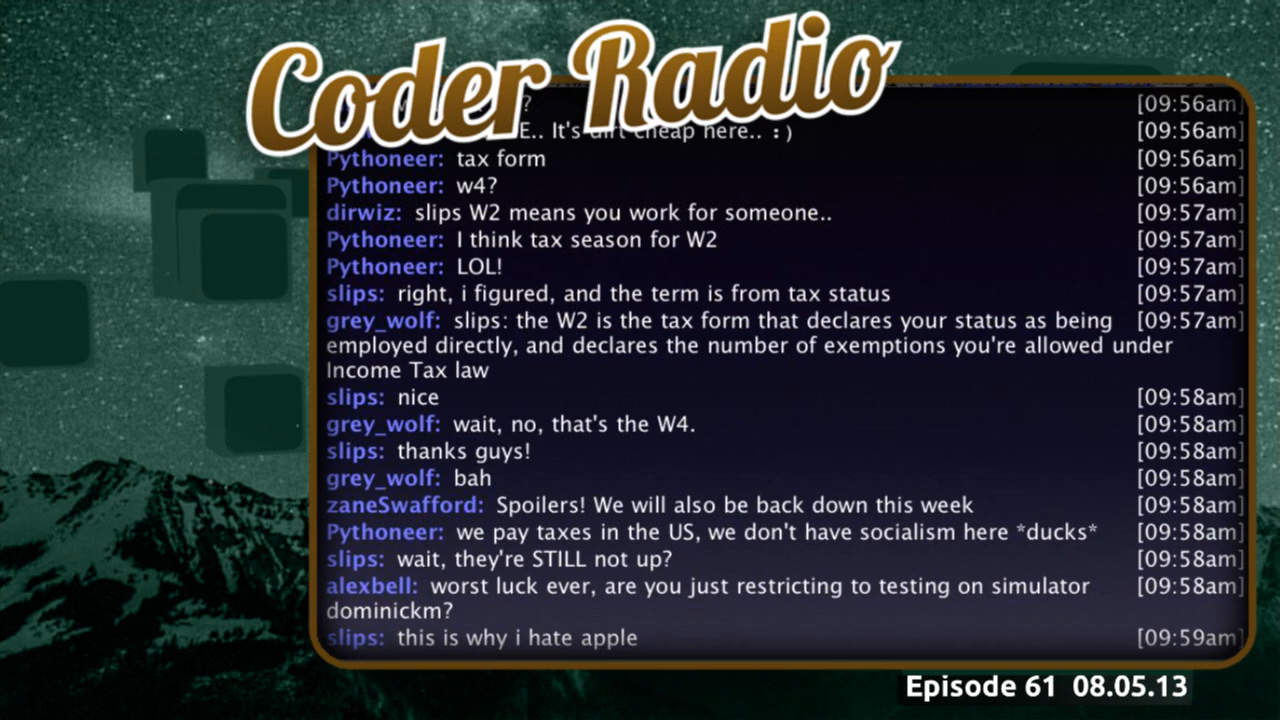 Coder Radio
? [09:56am]
E.. It's dirt cheap here.. :) [09:56am]
Pythoneer: tax form [09:56am]
Pythoneer: w4? [09:56am]
dirwiz: slips W2 means you work for someone.. [09:57am]
Pythoneer: I think tax season for W2 [09:57am]
Pythoneer: LOL! [09:57am]
slips: right, i figured, and the term is from tax status [09:57am]
grey_wolf: slips: the W2 is the tax form that declares your status as being [09:57am]
employed directly, and declares the number of exemptions you're allowed under
Income Tax law
slips: nice [09:58am]
grey_wolf: wait, no, that's the W4. [09:58am]
slips: thanks guys! [09:58am]
grey_wolf: bah [09:58am]
zaneSwafford: Spoilers! We will also be back down this week [09:58am]
Pythoneer: we pay taxes in the US, we don't have socialism here *ducks* [09:58am]
slips: wait, they're STILL not up? [09:58am]
alexbell: worst luck ever, are you just restricting to testing on simulator [09:58am]
dominickm?
slips: this is why i hate apple [09:59am]
Episode 61 08.05.13